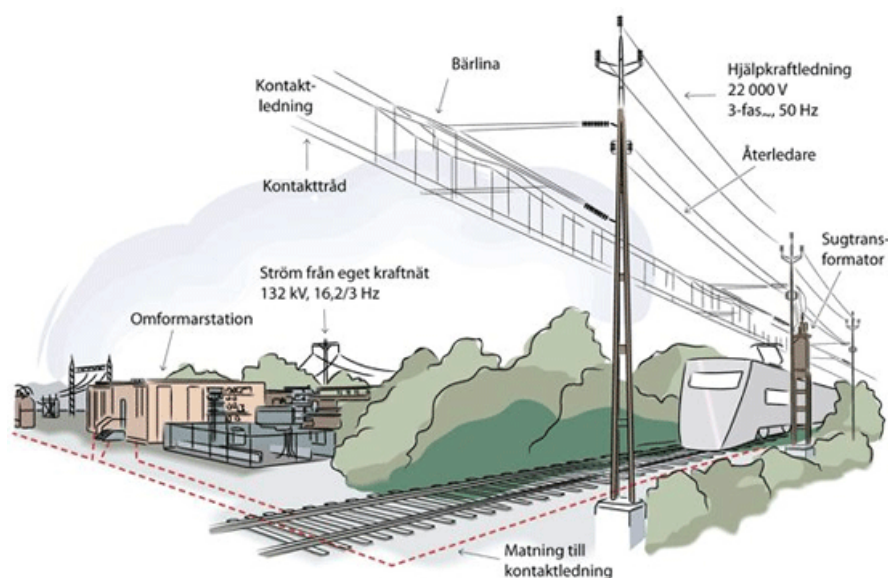 Bärlina
Kontakt-
ledning
Kontakttråd
Hjälpkraftledning
22 000 V
3-fas~, 50 Hz
Återledare
Sugtrans-
formator
Ström från eget kraftnät
132 kV, 16,2/3 Hz
Omformarstation
Matning till
kontaktledning